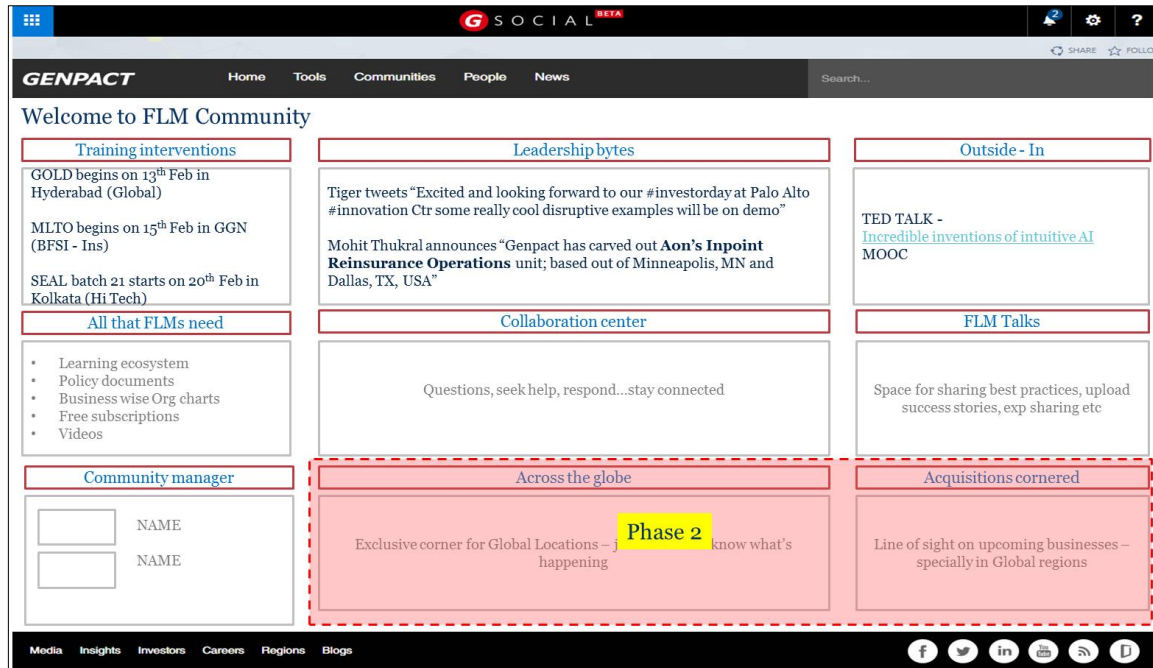 G SOCIAL BETA
2
?
SHARE FOLLO
GENPACT Home Tools Communities People News Search...
Welcome to FLM Community
Training interventions
GOLD begins on 13th Feb in
Hyderabad (Global)
MLTO begins on 15th Feb in GGN
(BFSI - Ins)
SEAL batch 21 starts on 20th Feb in
Kolkata (Hi Tech)
Leadership bytes
Tiger tweets “Excited and looking forward to our #investorday at Palo Alto
#innovation Ctr some really cool disruptive examples will be on demo”
Mohit Thukral announces “Genpact has carved out Aon’s Inpoint
Reinsurance Operations unit; based out of Minneapolis, MN and
Dallas, TX, USA”
Outside - In
TED TALK -
Incredible inventions of intuitive AI
MOOC
All that FLMs need
• Learning ecosystem
• Policy documents
• Business wise Org charts
• Free subscriptions
• Videos
Collaboration center
Questions, seek help, respond...stay connected
FLM Talks
Space for sharing best practices, upload
success stories, exp sharing etc
Community manager
NAME
NAME
Across the globe
Exclusive corner for Global Locations – know what’s
happening
Phase 2
Acquisitions cornered
Line of sight on upcoming businesses –
specially in Global regions
Media Insights Investors Careers Regions Blogs
f in You Tube